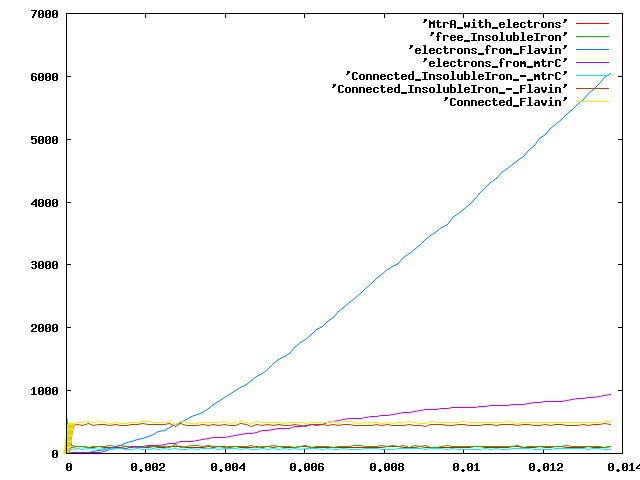 7000
'MtrA_with_electrons'
'free_InsolubleIron'
'electrons_from_Flavin'
'electrons_from_mtrC'
'Connected_InsolubleIron_-_mtrC'
'Connected_InsolubleIron_-_Flavin'
'Connected_Flavin'
6000
5000
4000
3000
2000
1000
0
0 0.002 0.004 0.006 0.008 0.01 0.012 0.014